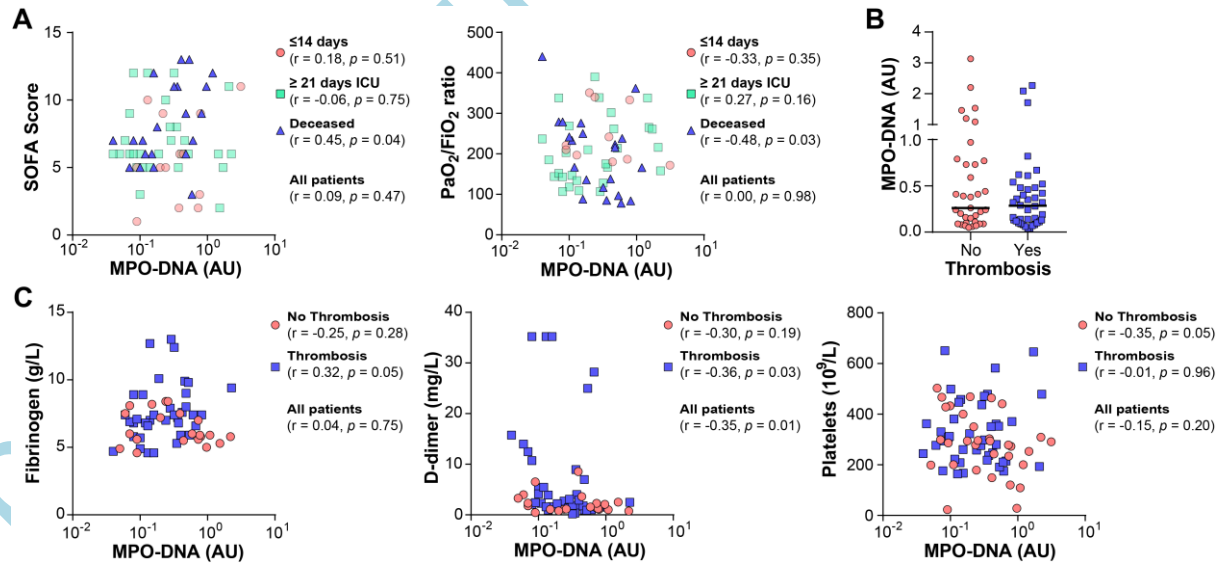 A
15
10
5
0
SOFA Score
10-2
10-1
100
101
MPO-DNA (AU)
≤14 days
(r = 0.18, p = 0.51)
≥ 21 days ICU
(r = -0.06, p = 0.75)
Deceased
(r = 0.45, p = 0.04)
All patients
(r = 0.09, p = 0.47)
500
400
300
200
100
0
PaO2/FiO2 ratio
10-2
10-1
100
101
MPO-DNA (AU)
≤14 days
(r = -0.33, p = 0.35)
≥ 21 days ICU
(r = 0.27, p = 0.16)
Deceased
(r = -0.48, p = 0.03)
All patients
(r = 0.00, p = 0.98)
B
4
3
2
1
1.0
0.5
0.0
MPO-DNA (AU)
No Yes
Thrombosis
C
15
10
5
0
Fibrinogen (g/L)
10-2
10-1
100
101
MPO-DNA (AU)
No Thrombosis
(r = -0.25, p = 0.28)
Thrombosis
(r = 0.32, p = 0.05)
All patients
(r = 0.04, p = 0.75)
40
30
20
10
0
D-dimer (mg/L)
10-2
10-1
100
101
MPO-DNA (AU)
No Thrombosis
(r = -0.30, p = 0.19)
Thrombosis
(r = -0.36, p = 0.03)
All patients
(r = -0.35, p = 0.01)
800
600
400
200
0
Platelets (109/L)
10-2
10-1
100
101
MPO-DNA (AU)
No Thrombosis
(r = -0.35, p = 0.05)
Thrombosis
(r = -0.01, p = 0.96)
All patients
(r = -0.15, p = 0.20)